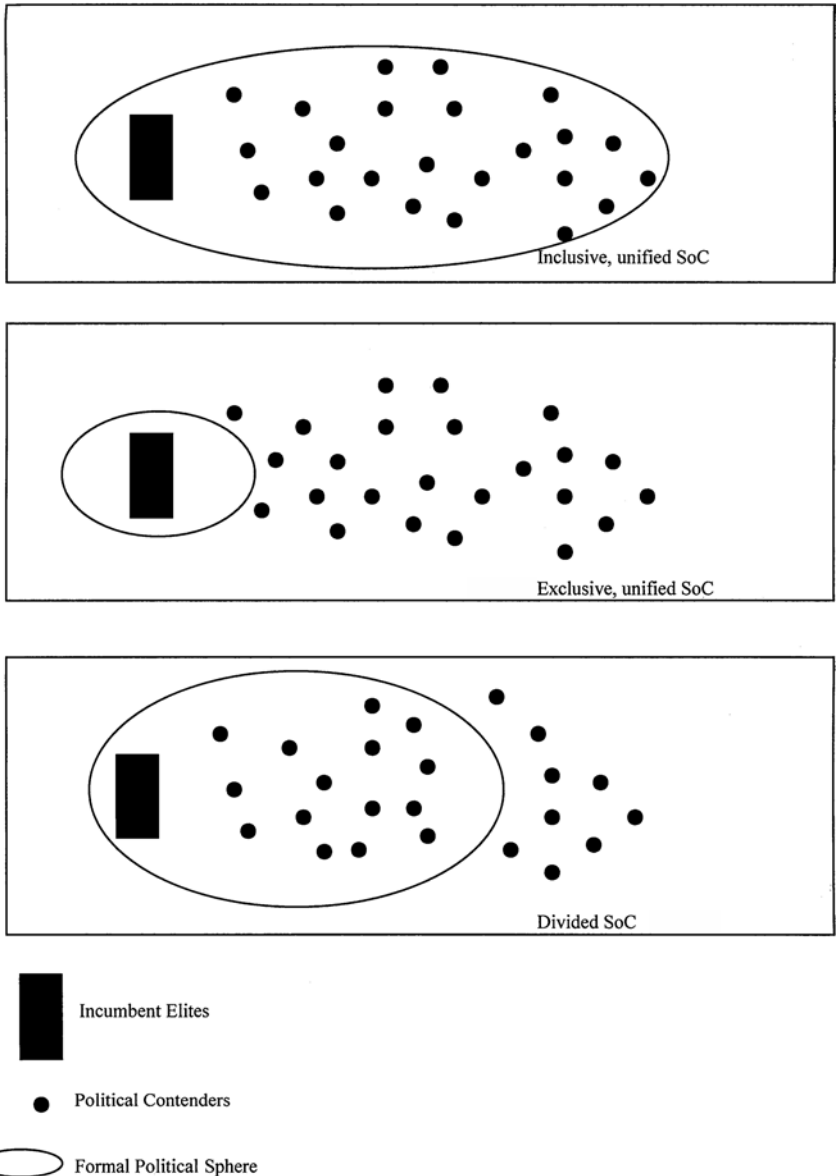 Inclusive, unified SoC
Exclusive, unified SoC
Divided SoC
Incumbent Elites
Political Contenders
Formal Political Sphere